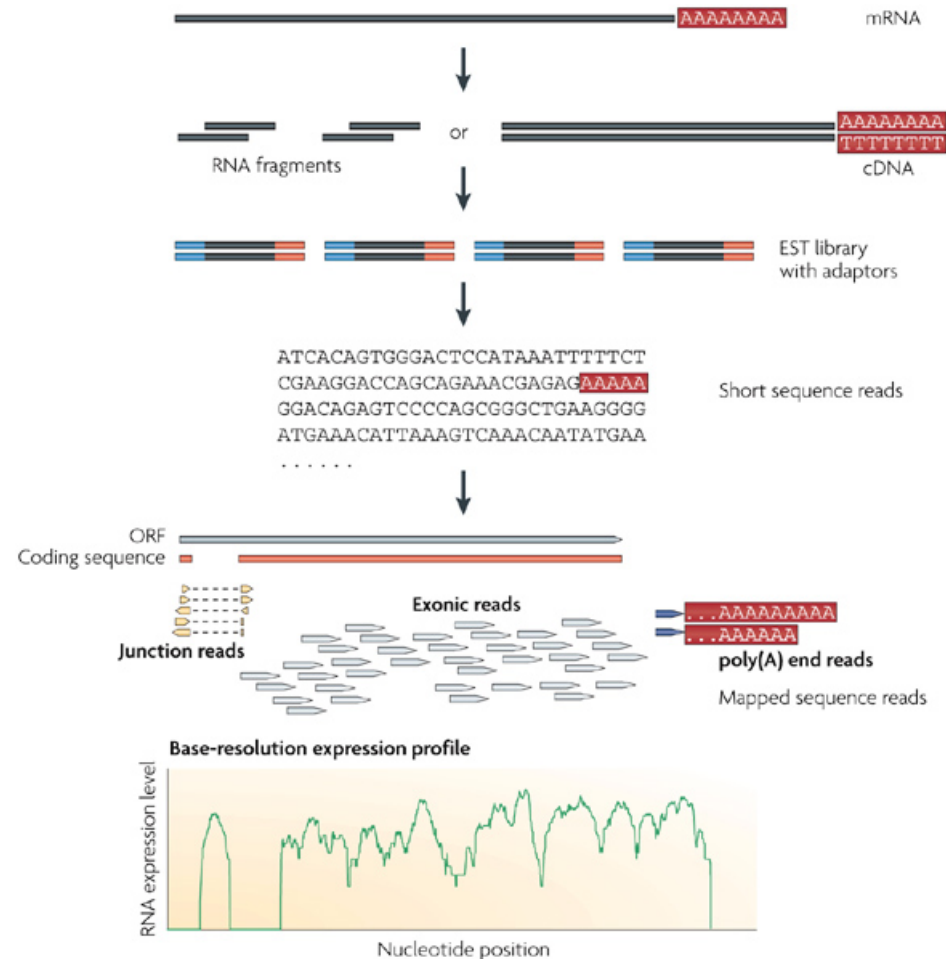 AAAAAAAA
mRNA
AAAAAAAA
or
TTTTTTTT
RNA fragments
cDNA
EST library
with adaptors
ATCACAGTGGGACTCCATAAATTTTTCT
CGAAGGACCAGCAGAAACGAGAGAAAAA
Short sequence reads
GGACAGAGTCCCCAGCGGGCTGAAGGGG
ATGAAACATTAAAGTCAAACAATATGAA
. . . . . .
ORF
Coding sequence
Exonic reads
...AAAAAAAAA
...AAAAAA
Junction reads
poly(A) end reads
Mapped sequence reads
Base-resolution expression profile
RNA expression level
Nucleotide position